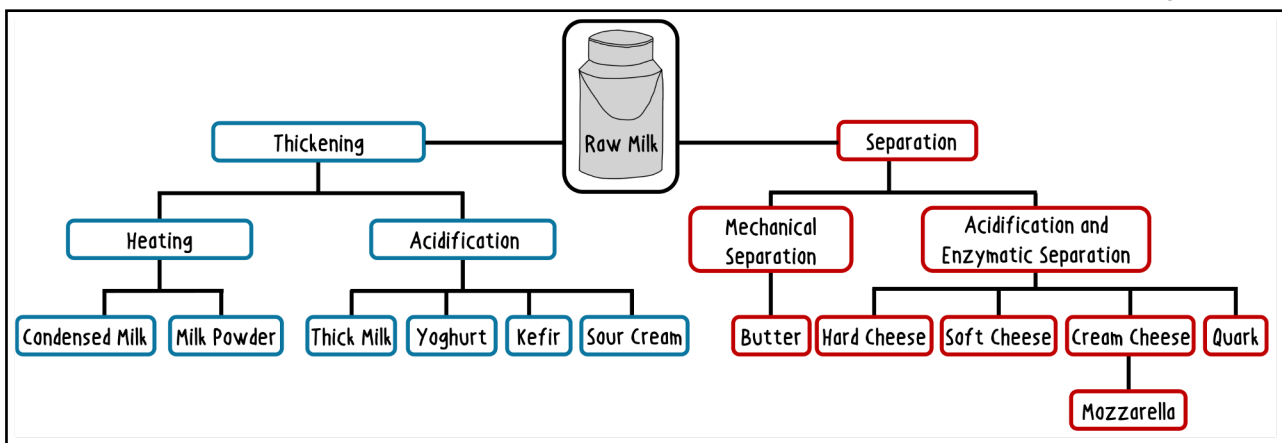 Raw Milk
Thickening
Separation
Heating
Acidification
Mechanical
Separation
Acidification and
Enzymatic Separation
Condensed Milk
Milk Powder
Thick Milk
Yoghurt
Kefir
Sour Cream
Butter
Hard Cheese
Soft Cheese
Cream Cheese
Quark
Mozzarella